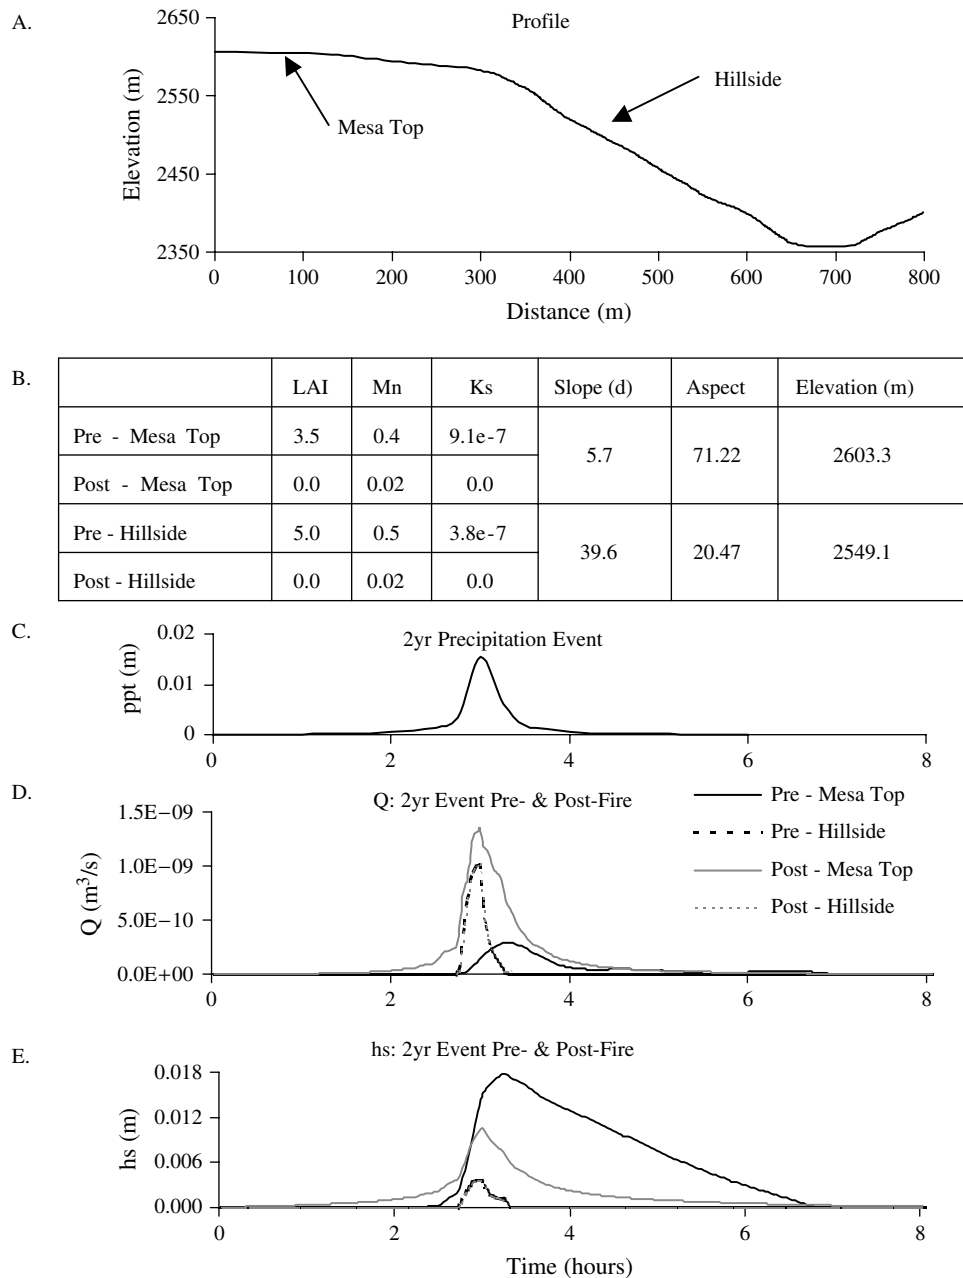 A.
Profile
2650
2550
2450
2350
Elevation (m)
Mesa Top
Hillside
0 100 200 300 400 500 600 700 800
Distance (m)
B.
LAI Mn Ks Slope (d) Aspect Elevation (m)
Pre - Mesa Top 3.5 0.4 9.1e-7 5.7 71.22 2603.3
Post - Mesa Top 0.0 0.02 0.0
Pre - Hillside 5.0 0.5 3.8e-7 39.6 20.47 2549.1
Post - Hillside 0.0 0.02 0.0
C.
2yr Precipitation Event
0.02
0.01
0
ppt (m)
0 2 4 6 8
D.
Q: 2yr Event Pre- & Post-Fire
1.5E−09
1.0E−09
5.0E−10
0.0E+00
Q (m3/s)
Pre - Mesa Top
Pre - Hillside
Post - Mesa Top
Post - Hillside
0 2 4 6 8
E.
hs: 2yr Event Pre- & Post-Fire
0.018
0.012
0.006
0.000
hs (m)
0 2 4 6 8
Time (hours)